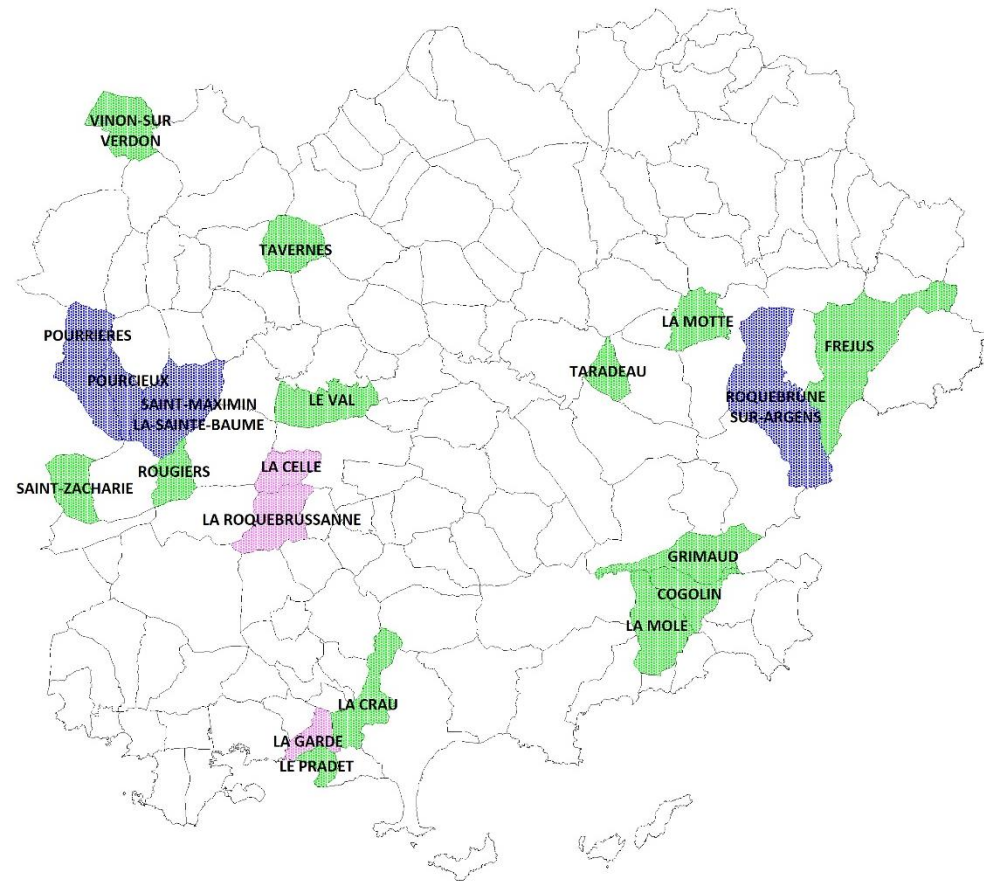 VINON-SUR
VERDON
TAVERNES
POURRIÈRES
LA MOTTE
FREJUS
TARADEAU
POURCIEUX
LE VAL
ROQUEBRUNE
SUR-ARGENS
SAINT-MAXIMIN
LA-SAINTE-BAUME
ROUGIERS
LA CELLE
SAINT-ZACHARIE
LA ROQUEBRUSSANNE
GRIMAUD
COGOLIN
LA MOLE
LA CRAU
LA GARDE
LE PRADET